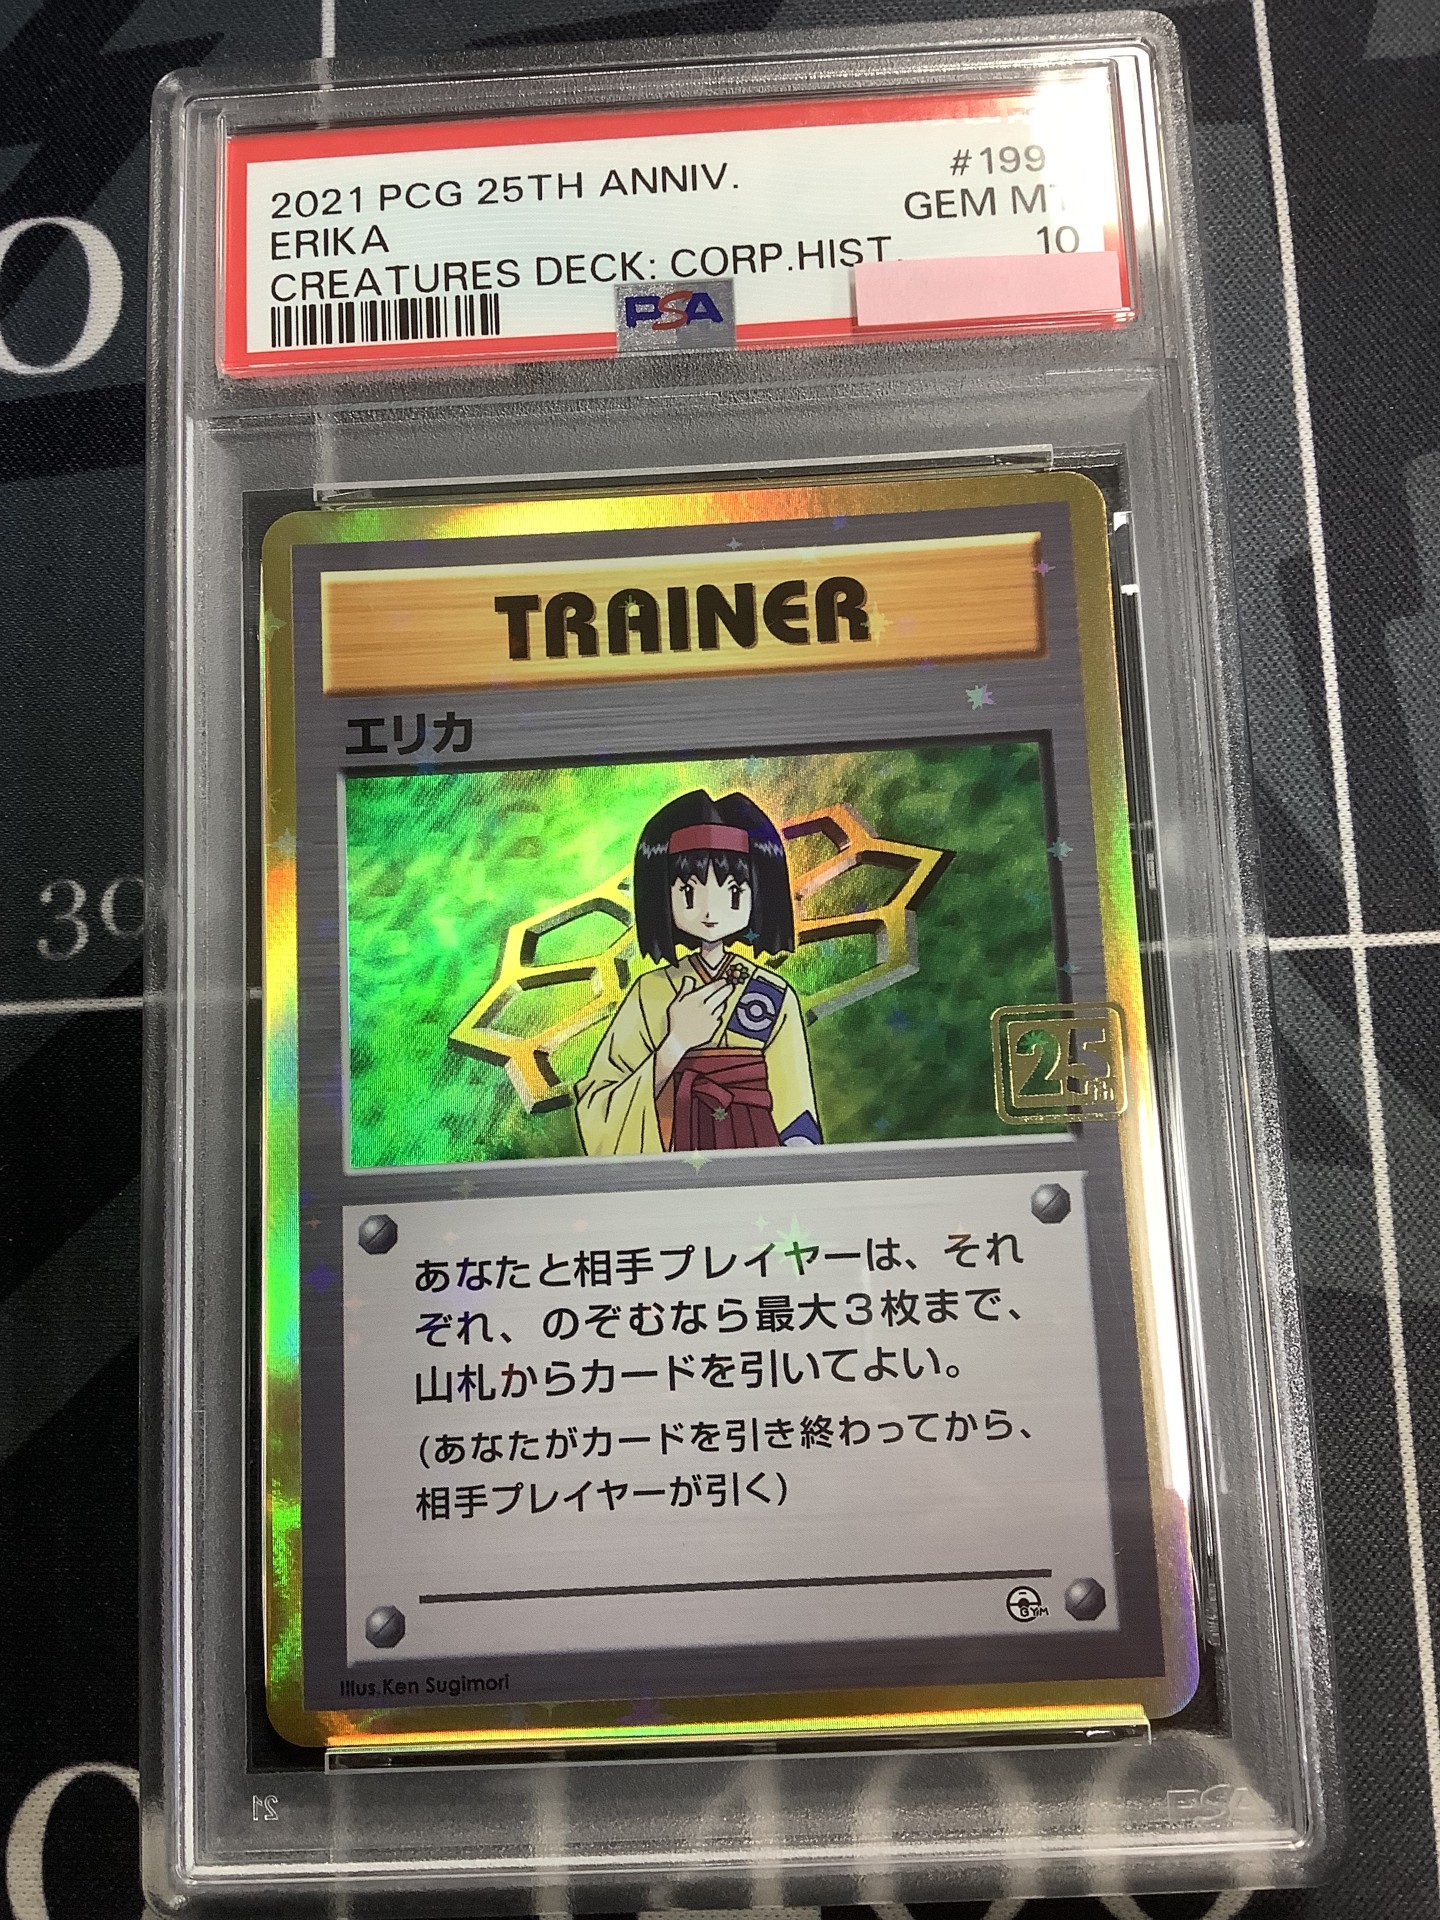 2021 PCG 25TH ANNIV.
#199
ERIKA
GEM MT
CREATURES DECK: CORP.HIST.
10
PSA
TRAINER
エリカ
25th
あなたと相手プレイヤーは、それ
ぞれ、のぞむなら最大3枚まで、
山札からカードを引いてよい。
(あなたがカードを引き終わってから、
相手プレイヤーが引く)
GYM
Illus.Ken Sugimori
PSA
30